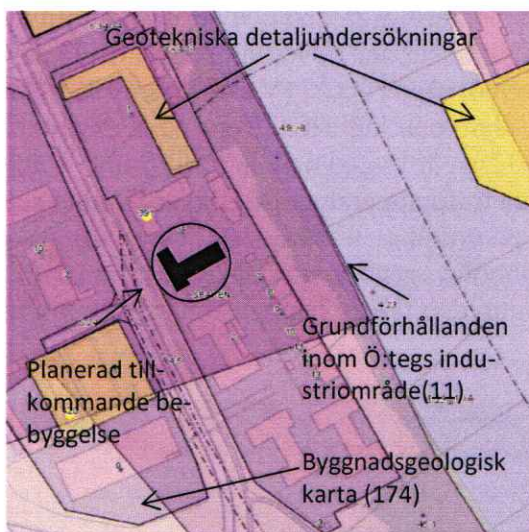 Geotekniska detaljundersökningar
Grundförhållanden
inom Ö:tegs indu-
striområde(11)
Planerad till-
kommande be-
byggelse
Byggnadsgeologisk
karta (174)